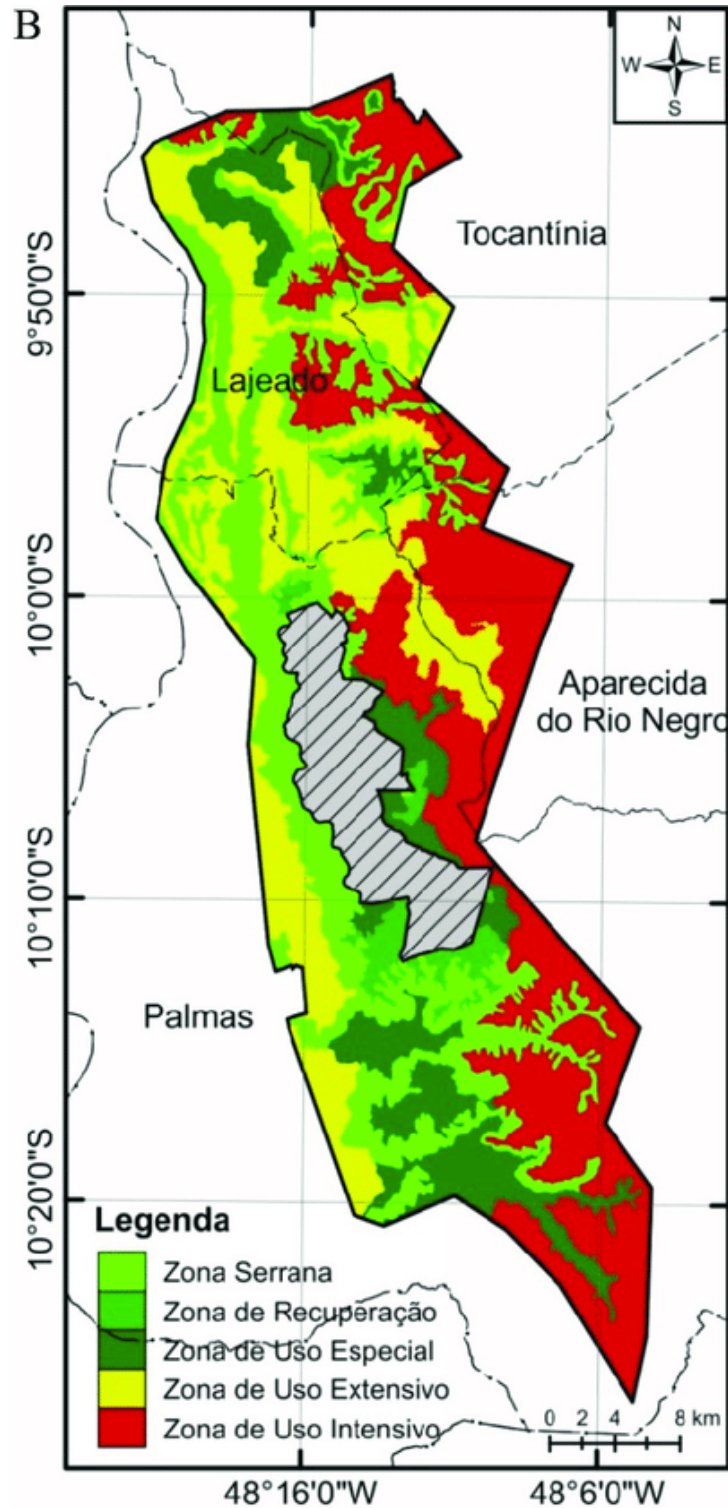 B
N
W E
S
Tocantínia
9°50'0"S
Lajeado
10°0'0"S
Aparecida
do Rio Negro
10°10'0"S
Palmas
10°20'0"S
Legenda
Zona Serrana
Zona de Recuperação
Zona de Uso Especial
Zona de Uso Extensivo
Zona de Uso Intensivo
0 2 4 8 km
48°16'0"W 48°6'0"W